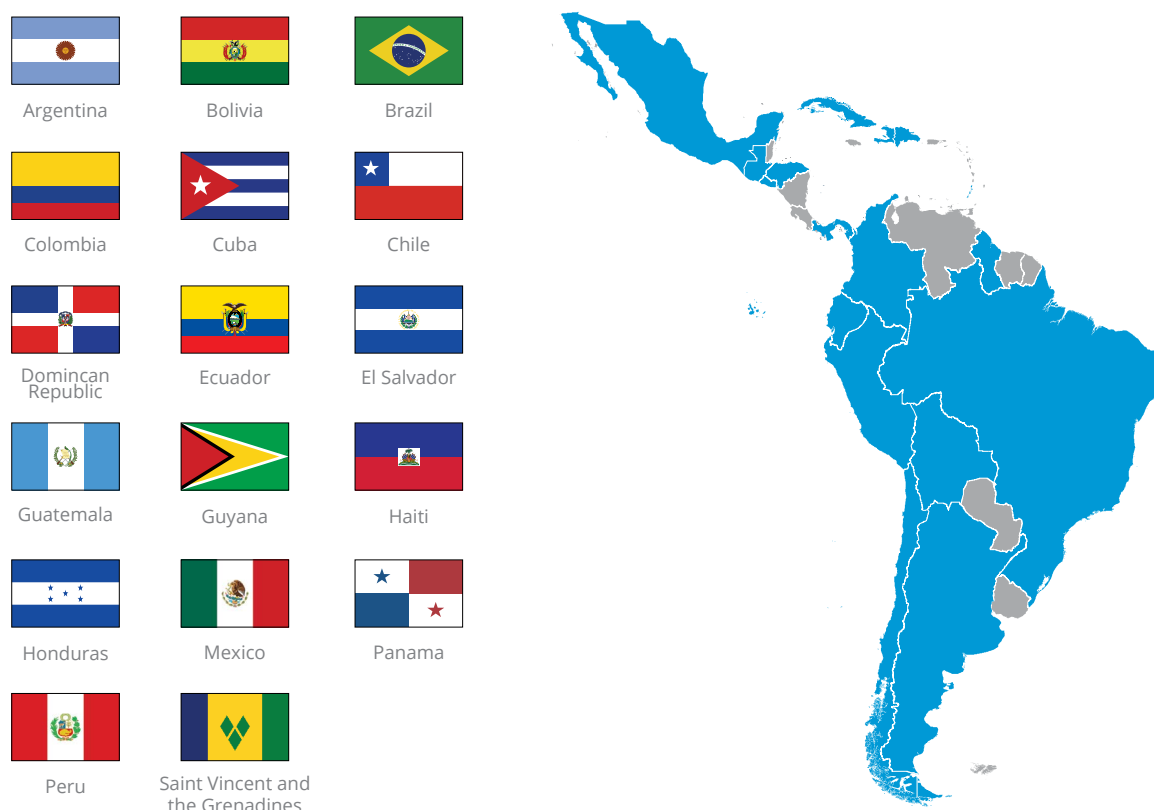 Argentina
Bolivia
Brazil
Colombia
Cuba
Chile
Domincan
Republic
Ecuador
El Salvador
Guatemala
Guyana
Haiti
Honduras
Mexico
Panama
Peru
Saint Vincent and
the Grenadines